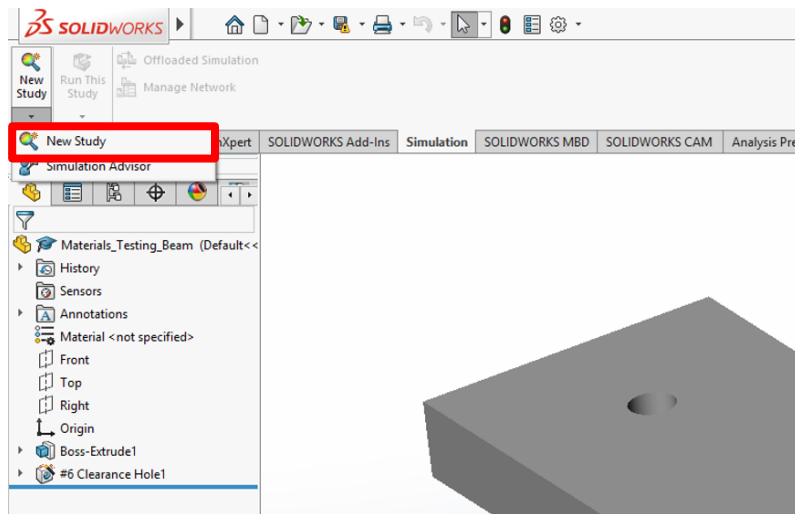 SOLIDWORKS
New Study
Run This Study
Offloaded Simulation
Manage Network
New Study
Simulation Advisor
nXpert
SOLIDWORKS Add-Ins
Simulation
SOLIDWORKS MBD
SOLIDWORKS CAM
Analysis Pre
Materials_Testing_Beam (Default<<
History
Sensors
Annotations
Material <not specified>
Front
Top
Right
Origin
Boss-Extrude1
#6 Clearance Hole1